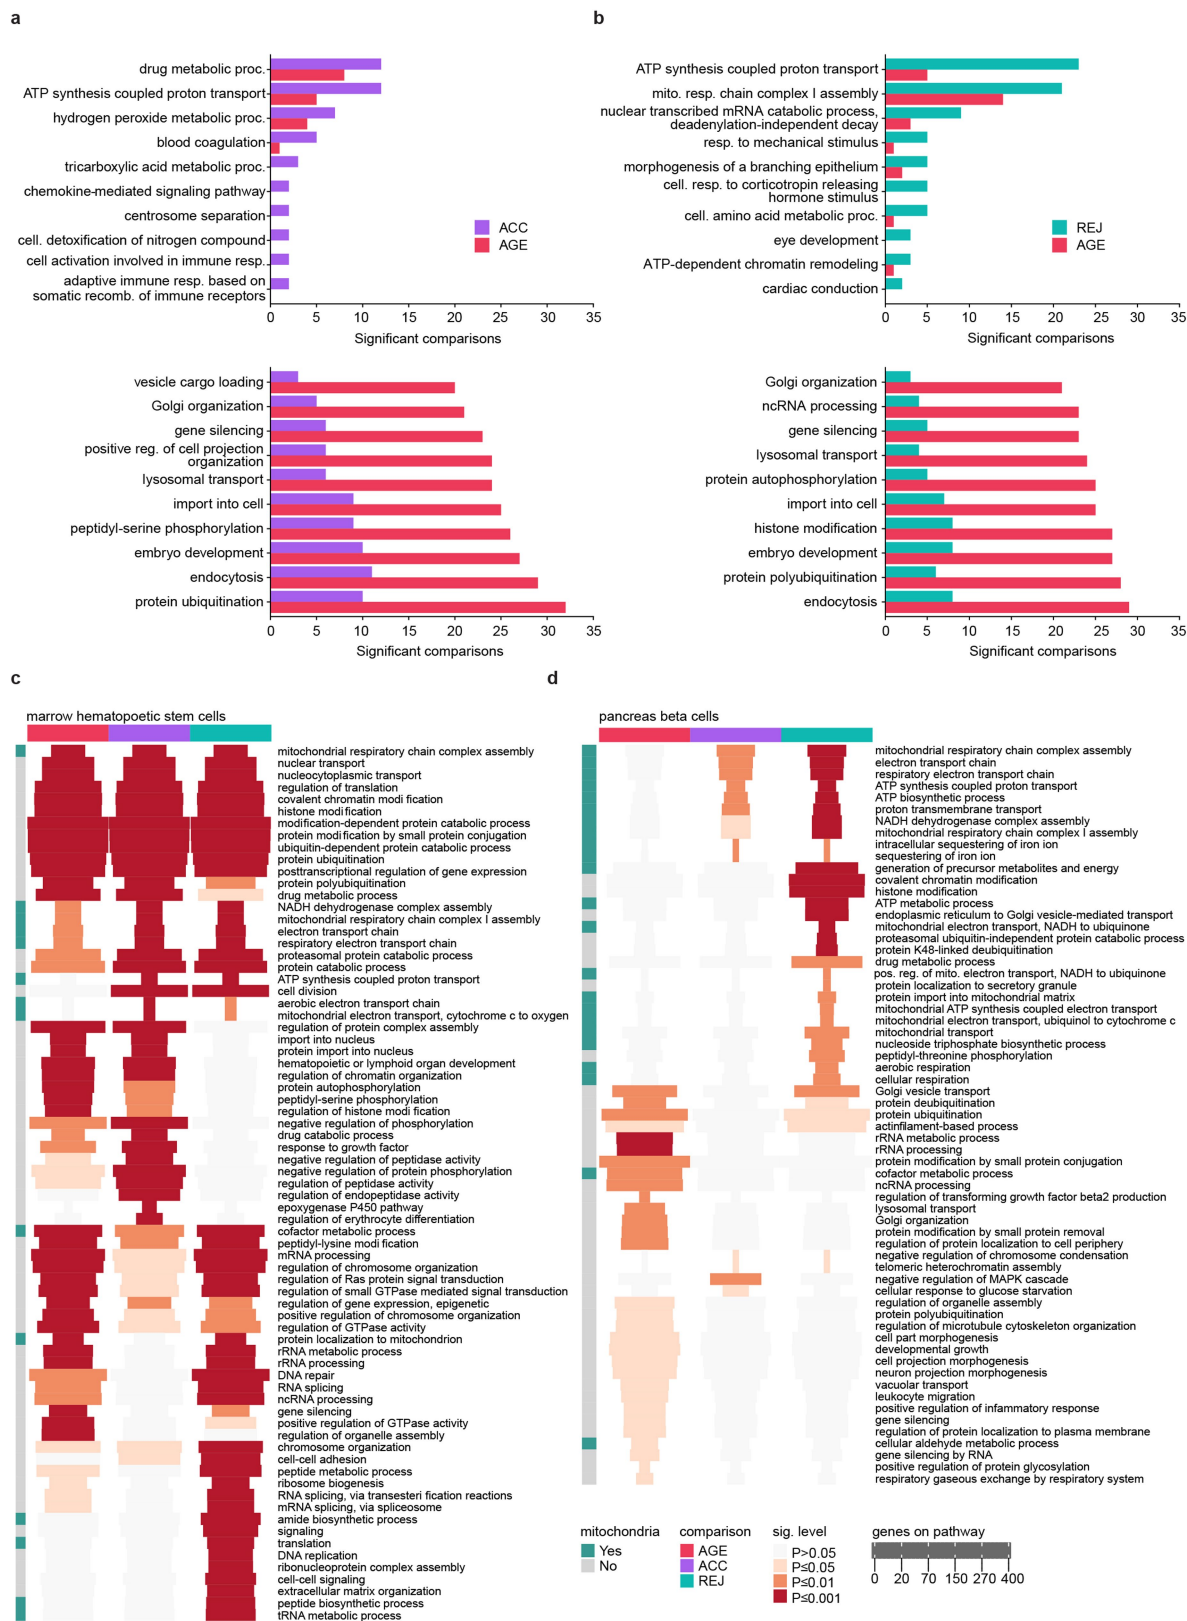 a
drug metabolic proc.
ATP synthesis coupled proton transport
hydrogen peroxide metabolic proc.
blood coagulation
tricarboxylic acid metabolic proc.
chemokine-mediated signaling pathway
centrosome separation
cell. detoxification of nitrogen compound
cell activation involved in immune resp.
adaptive immune resp. based on
somatic recomb. of immune receptors
ACC
AGE
0 5 10 15 20 25 30 35
Significant comparisons
vesicle cargo loading
Golgi organization
gene silencing
positive reg. of cell projection
organization
lysosomal transport
import into cell
peptidyl-serine phosphorylation
embryo development
endocytosis
protein ubiquitination
0 5 10 15 20 25 30 35
Significant comparisons
b
ATP synthesis coupled proton transport
mito. resp. chain complex I assembly
nuclear transcribed mRNA catabolic process,
deadenylation-independent decay
resp. to mechanical stimulus
morphogenesis of a branching epithelium
cell. resp. to corticotropin releasing
hormone stimulus
cell. amino acid metabolic proc.
eye development
ATP-dependent chromatin remodeling
cardiac conduction
REJ
AGE
0 5 10 15 20 25 30 35
Significant comparisons
Golgi organization
ncRNA processing
gene silencing
lysosomal transport
protein autophosphorylation
import into cell
histone modification
embryo development
protein polyubiquitination
endocytosis
0 5 10 15 20 25 30 35
Significant comparisons
c
marrow hematopoetic stem cells
mitochondrial respiratory chain complex assembly
nuclear transport
nucleocytoplasmic transport
regulation of translation
covalent chromatin modi fication
histone modification
modification-dependent protein catabolic process
protein modification by small protein conjugation
ubiquitin-dependent protein catabolic process
protein ubiquitination
posttranscriptional regulation of gene expression
protein polyubiquitination
drug metabolic process
NADH dehydrogenase complex assembly
mitochondrial respiratory chain complex I assembly
electron transport chain
respiratory electron transport chain
proteasomal protein catabolic process
protein catabolic process
ATP synthesis coupled proton transport
cell division
aerobic electron transport chain
mitochondrial electron transport, cytochrome c to oxygen
regulation of protein complex assembly
import into nucleus
protein import into nucleus
hematopoietic or lymphoid organ development
regulation of chromatin organization
protein autophosphorylation
peptidyl-serine phosphorylation
regulation of histone modi fication
negative regulation of phosphorylation
drug catabolic process
response to growth factor
negative regulation of peptidase activity
negative regulation of protein phosphorylation
regulation of peptidase activity
regulation of endopeptidase activity
epoxygenase P450 pathway
regulation of erythrocyte differentiation
cofactor metabolic process
peptidyl-lysine modi fication
mRNA processing
regulation of chromosome organization
regulation of Ras protein signal transduction
regulation of small GTPase mediated signal transduction
regulation of gene expression, epigenetic
positive regulation of chromosome organization
regulation of GTPase activity
protein localization to mitochondrion
rRNA metabolic process
rRNA processing
DNA repair
RNA splicing
ncRNA processing
gene silencing
positive regulation of GTPase activity
regulation of organelle assembly
chromosome organization
cell-cell adhesion
peptide metabolic process
ribosome biogenesis
RNA splicing, via transesteri fication reactions
mRNA splicing, via spliceosome
amide biosynthetic process
signaling
translation
DNA replication
ribonucleoprotein complex assembly
cell-cell signaling
extracellular matrix organization
peptide biosynthetic process
tRNA metabolic process
d
pancreas beta cells
mitochondrial respiratory chain complex assembly
electron transport chain
respiratory electron transport chain
ATP synthesis coupled proton transport
ATP biosynthetic process
proton transmembrane transport
NADH dehydrogenase complex assembly
mitochondrial respiratory chain complex I assembly
intracellular sequestering of iron ion
sequestering of iron ion
generation of precursor metabolites and energy
covalent chromatin modification
histone modification
ATP metabolic process
endoplasmic reticulum to Golgi vesicle-mediated transport
mitochondrial electron transport, NADH to ubiquinone
proteasomal ubiquitin-independent protein catabolic process
protein K48-linked deubiquitination
drug metabolic process
pos. reg. of mito. electron transport, NADH to ubiquinone
protein localization to secretory granule
protein import into mitochondrial matrix
mitochondrial ATP synthesis coupled electron transport
mitochondrial electron transport, ubiquinol to cytochrome c
mitochondrial transport
nucleoside triphosphate biosynthetic process
peptidyl-threonine phosphorylation
aerobic respiration
cellular respiration
Golgi vesicle transport
protein deubiquitination
protein ubiquitination
actinfilament-based process
rRNA metabolic process
rRNA processing
protein modification by small protein conjugation
cofactor metabolic process
ncRNA processing
regulation of transforming growth factor beta2 production
lysosomal transport
Golgi organization
protein modification by small protein removal
regulation of protein localization to cell periphery
negative regulation of chromosome condensation
telomeric heterochromatin assembly
negative regulation of MAPK cascade
cellular response to glucose starvation
regulation of organelle assembly
protein polyubiquitination
regulation of microtubule cytoskeleton organization
cell part morphogenesis
developmental growth
cell projection morphogenesis
neuron projection morphogenesis
vacuolar transport
leukocyte migration
positive regulation of infammatory response
gene silencing
regulation of protein localization to plasma membrane
cellular aldehyde metabolic process
gene silencing by RNA
positive regulation of protein glycosylation
respiratory gaseous exchange by respiratory system
mitochondria
Yes
No
comparison
AGE
ACC
REJ
sig. level
P>0.05
P≤0.05
P≤0.01
P≤0.001
genes on pathway
0 20 70 150 270 400